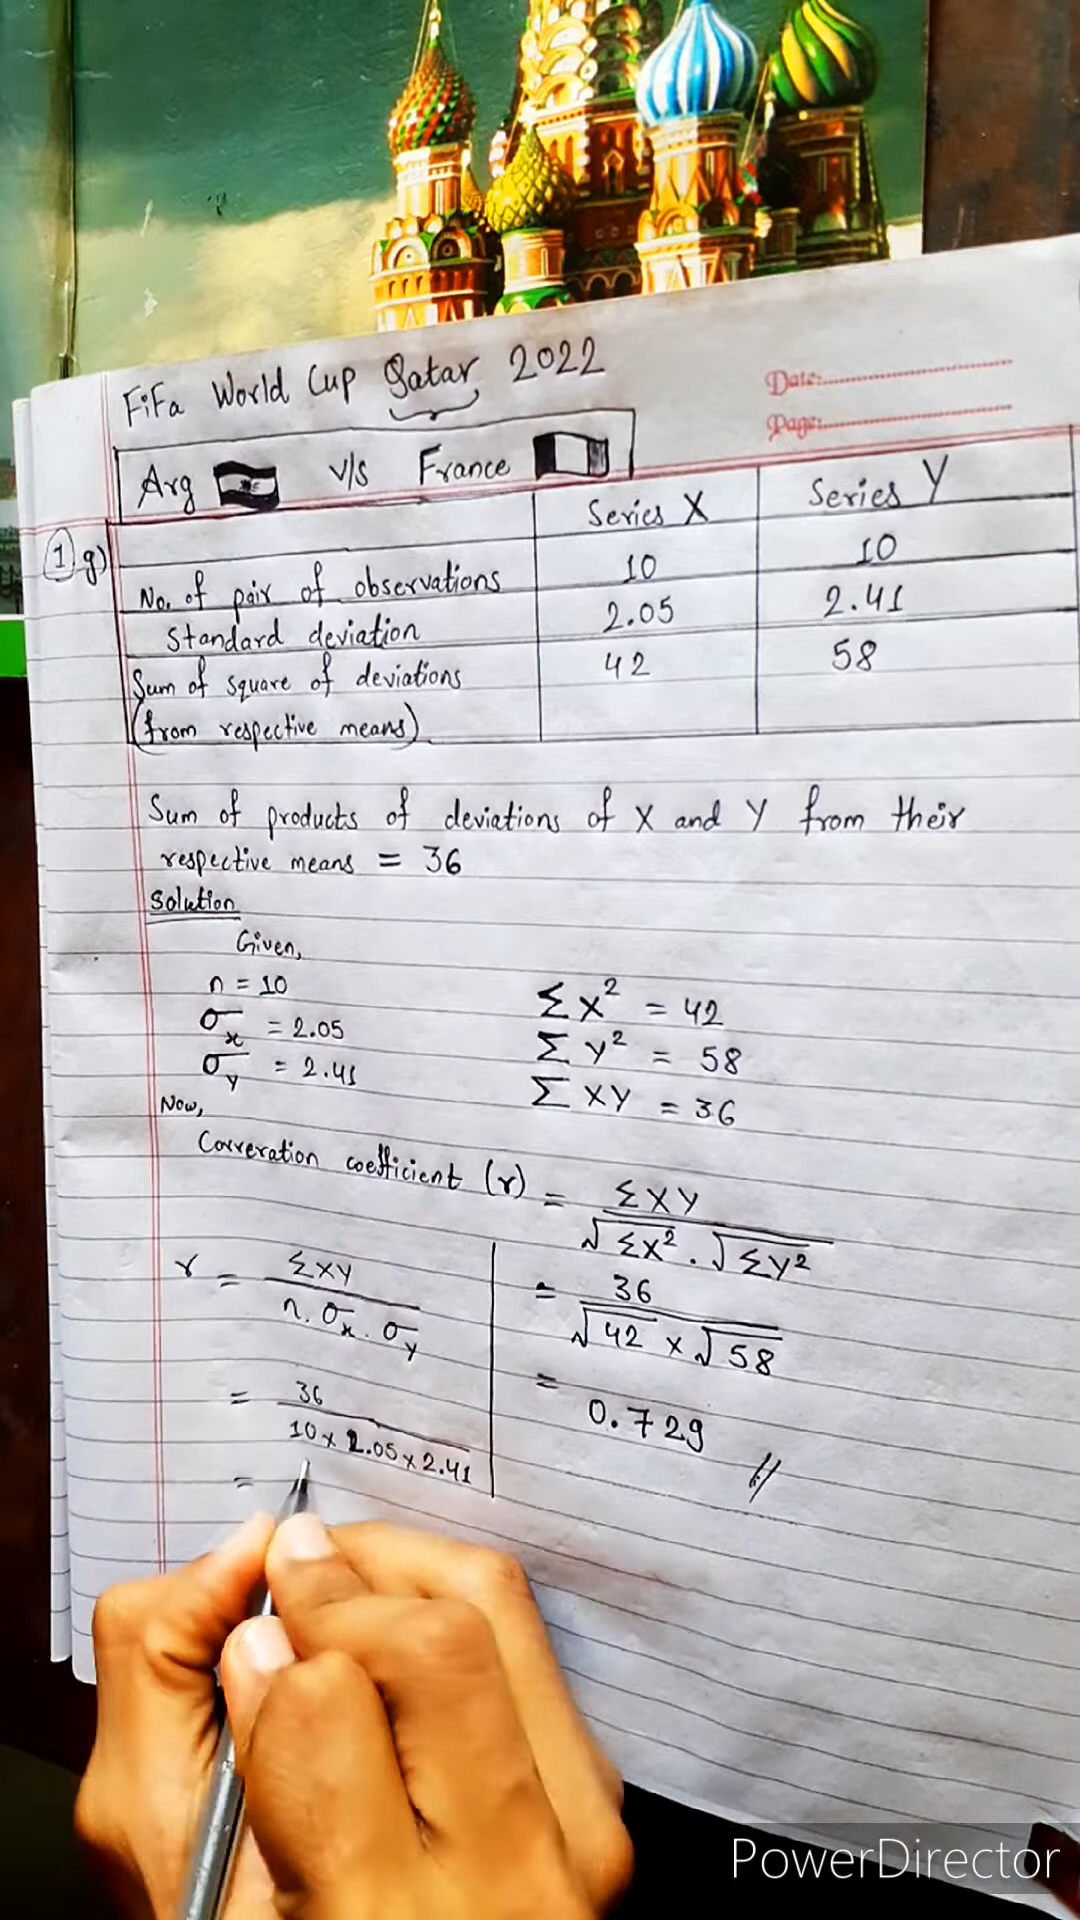 FiFa World Cup Qatar 2022
Date:
Page:
Arg v/s France
Series X Series Y
1 g)
No. of pair of observations 10 10
Standard deviation 2.05 2.41
Sum of square of deviations 42 58
(from respective means)
Sum of products of deviations of X and Y from their
respective means = 36
Solution
Given,
n = 10
σx = 2.05
σy = 2.41
Σ X² = 42
Σ Y² = 58
Σ XY = 36
Now,
Correration coefficient (r) = ΣXY / √ΣX² . √ΣY²
r = ΣXY / n. σx . σy
= 36 / 10 x 2.05 x 2.41
=
= 36 / √42 x √58
= 0.729 //
PowerDirector